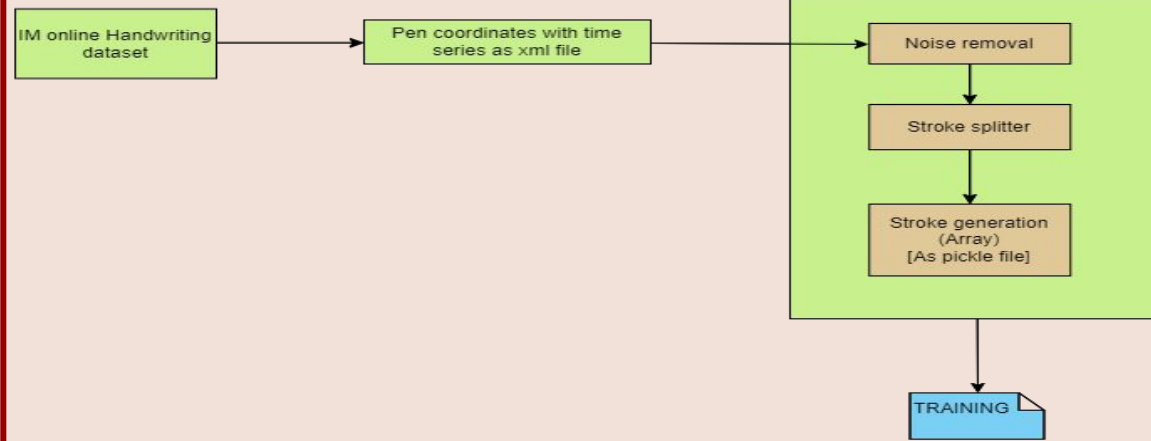 IM online Handwriting
dataset
Pen coordinates with time
series as xml file
Noise removal
Stroke splitter
Stroke generation
(Array)
[As pickle file]
TRAINING